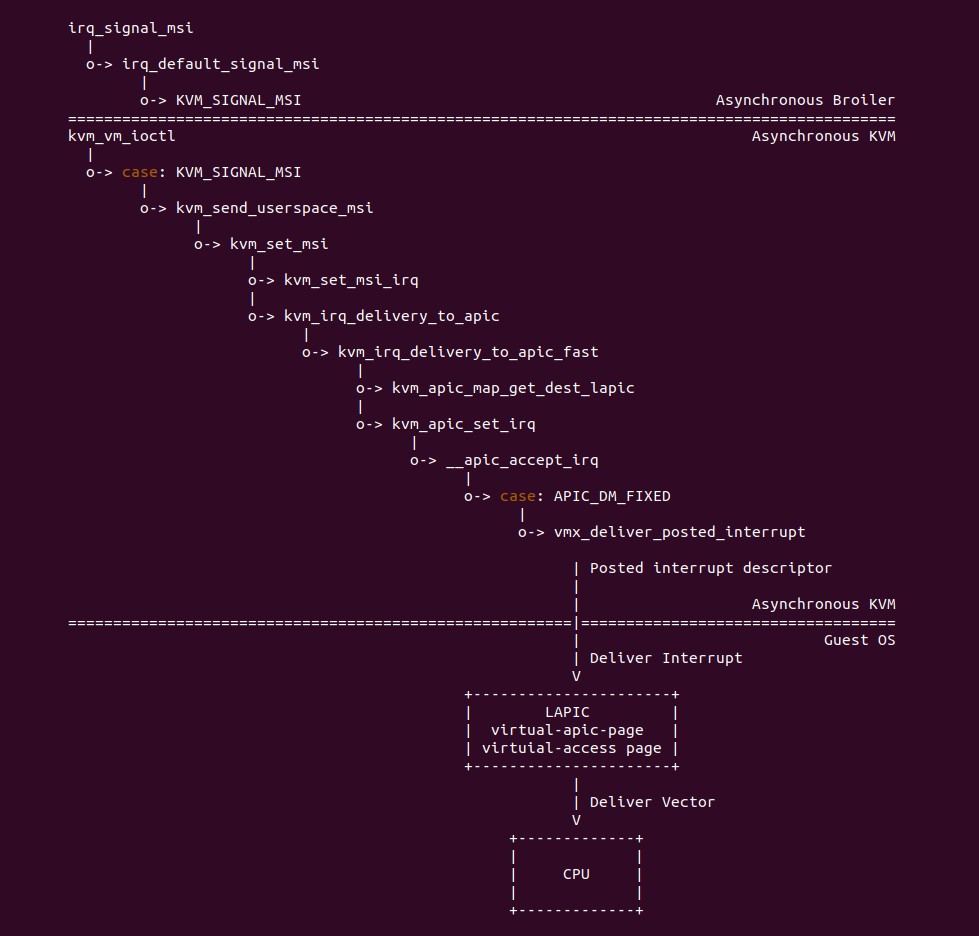 irq_signal_msi
|
o-> irq_default_signal_msi
|
o-> KVM_SIGNAL_MSI Asynchronous Broiler
============================================================================================
kvm_vm_ioctl Asynchronous KVM
|
o-> case: KVM_SIGNAL_MSI
|
o-> kvm_send_userspace_msi
|
o-> kvm_set_msi
|
o-> kvm_set_msi_irq
|
o-> kvm_irq_delivery_to_apic
|
o-> kvm_irq_delivery_to_apic_fast
|
o-> kvm_apic_map_get_dest_lapic
|
o-> kvm_apic_set_irq
|
o-> __apic_accept_irq
|
o-> case: APIC_DM_FIXED
|
o-> vmx_deliver_posted_interrupt
| Posted interrupt descriptor
|
| Asynchronous KVM
========================================================|===================================
| Guest OS
| Deliver Interrupt
V
+----------------------+
| LAPIC |
| virtual-apic-page |
| virtuial-access page |
+----------------------+
|
| Deliver Vector
V
+-------------+
| |
| CPU |
| |
+-------------+